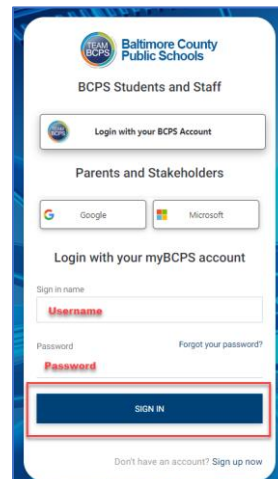 TEAM
BCPS
Baltimore County
Public Schools
BCPS Students and Staff
Login with your BCPS Account
Parents and Stakeholders
Google
Microsoft
Login with your myBCPS account
Sign in name
Username
Password
Forgot your password?
Password
SIGN IN
Don't have an account? Sign up now